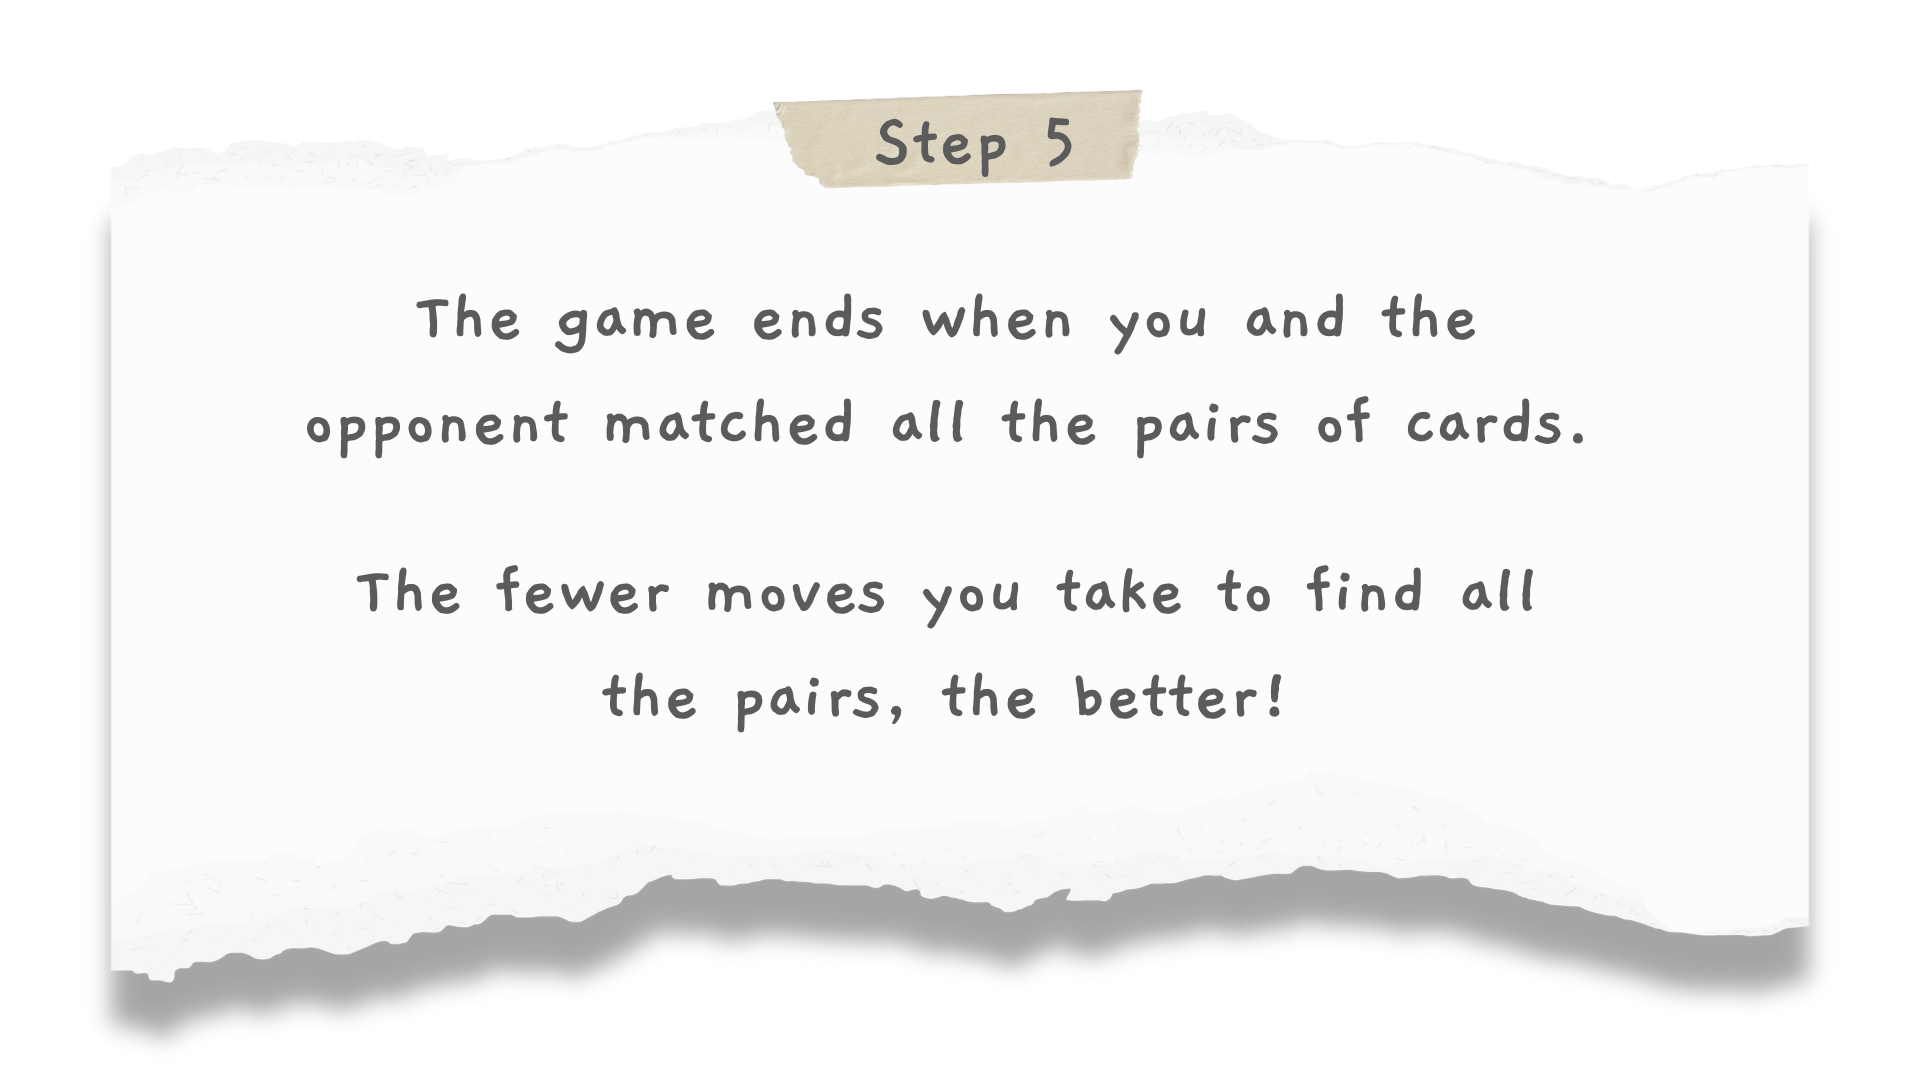 Step 5
The game ends when you and the
opponent matched all the pairs of cards.
The fewer moves you take to find all
the pairs, the better!